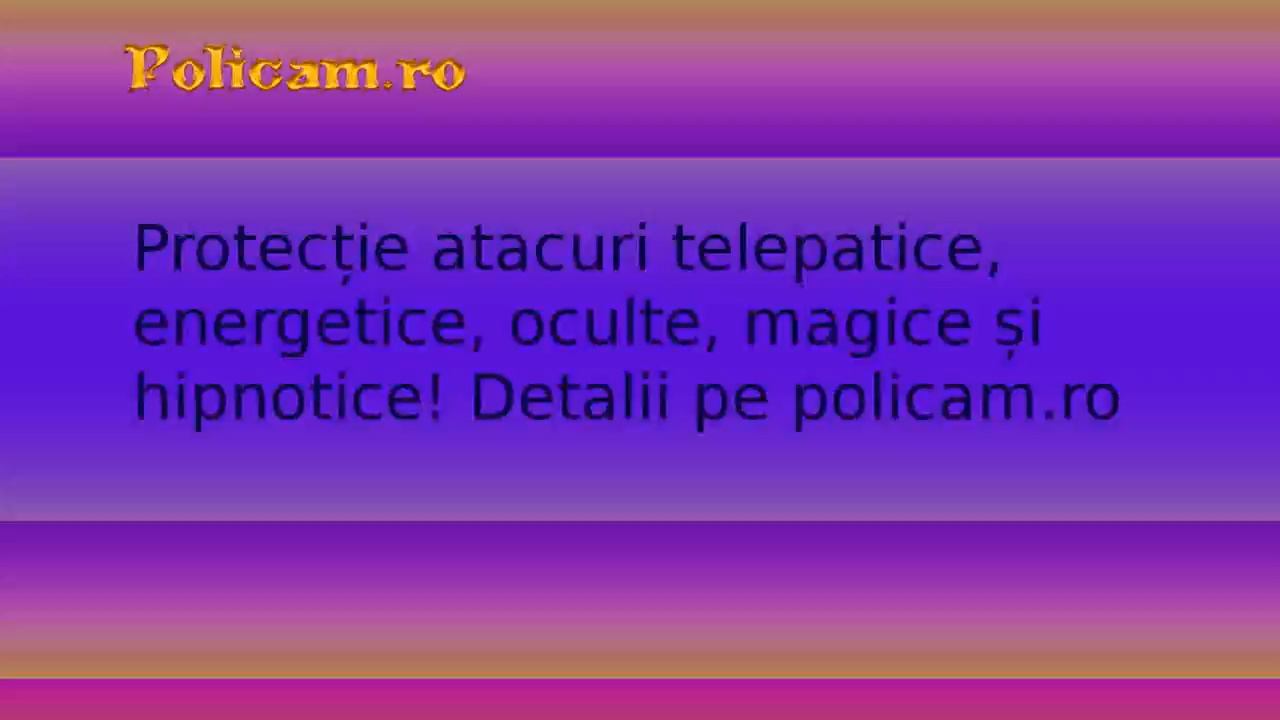 Policam.ro
Protecție atacuri telepatice,
energetice, oculte, magice și
hipnotice! Detalii pe policam.ro